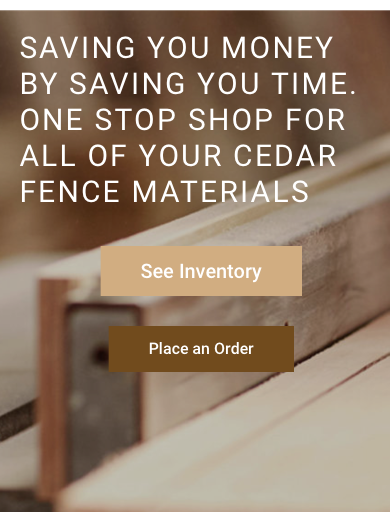 SAVING YOU MONEY
BY SAVING YOU TIME.
ONE STOP SHOP FOR
ALL OF YOUR CEDAR
FENCE MATERIALS
See Inventory
Place an Order